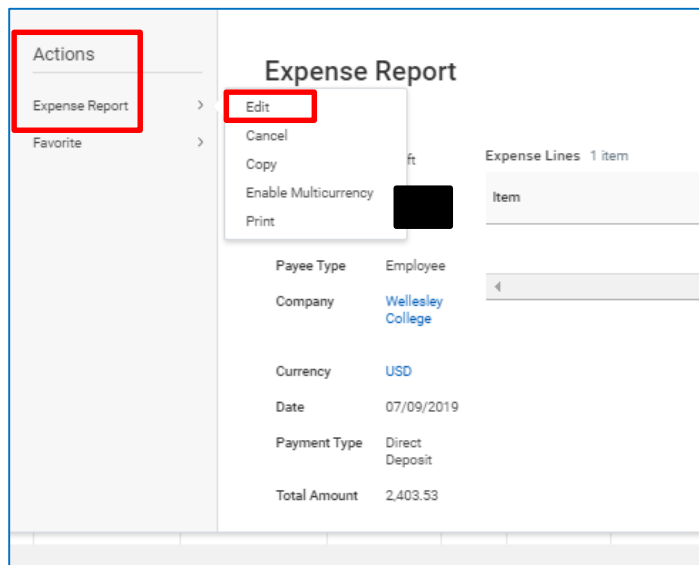 Actions
Expense Report
Favorite
Expense Report
Edit
Cancel
Copy
Enable Multicurrency
Print
Expense Lines 1 item
Item
Payee Type Employee
Company Wellesley
College
Currency USD
Date 07/09/2019
Payment Type Direct
Deposit
Total Amount 2,403.53